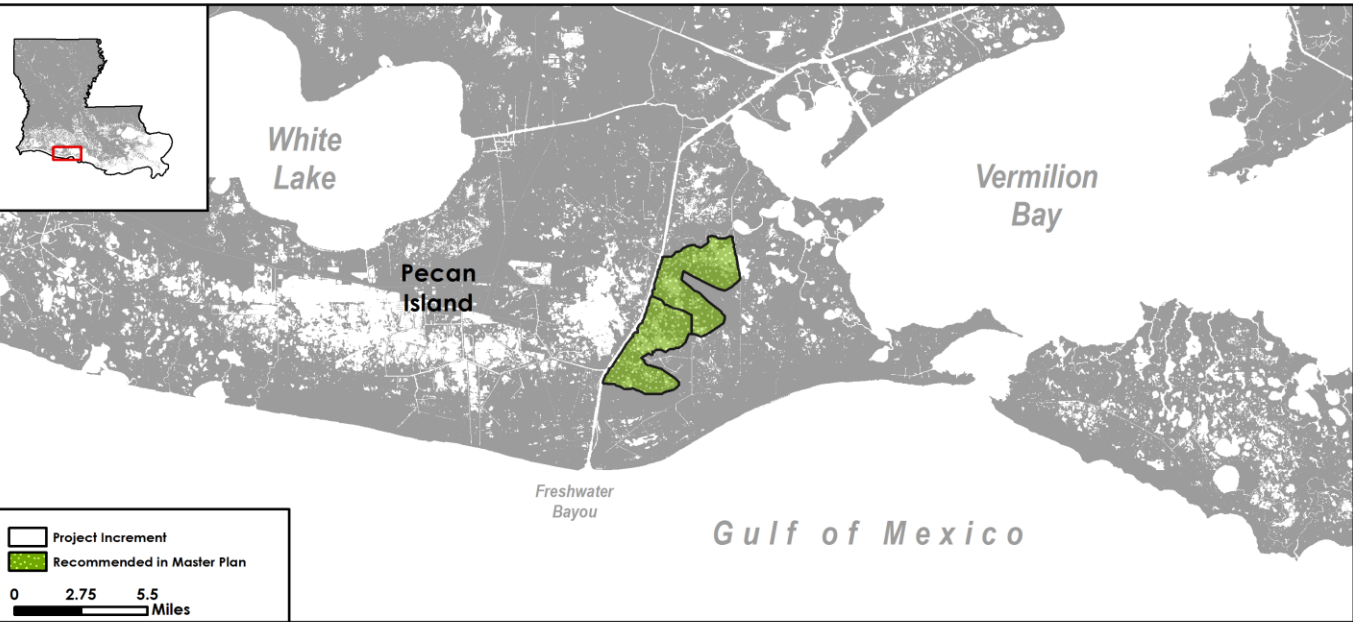 White
Lake
Vermilion
Bay
Pecan
Island
Freshwater
Bayou
Gulf of Mexico
Project Increment
Recommended in Master Plan
0 2.75 5.5
Miles